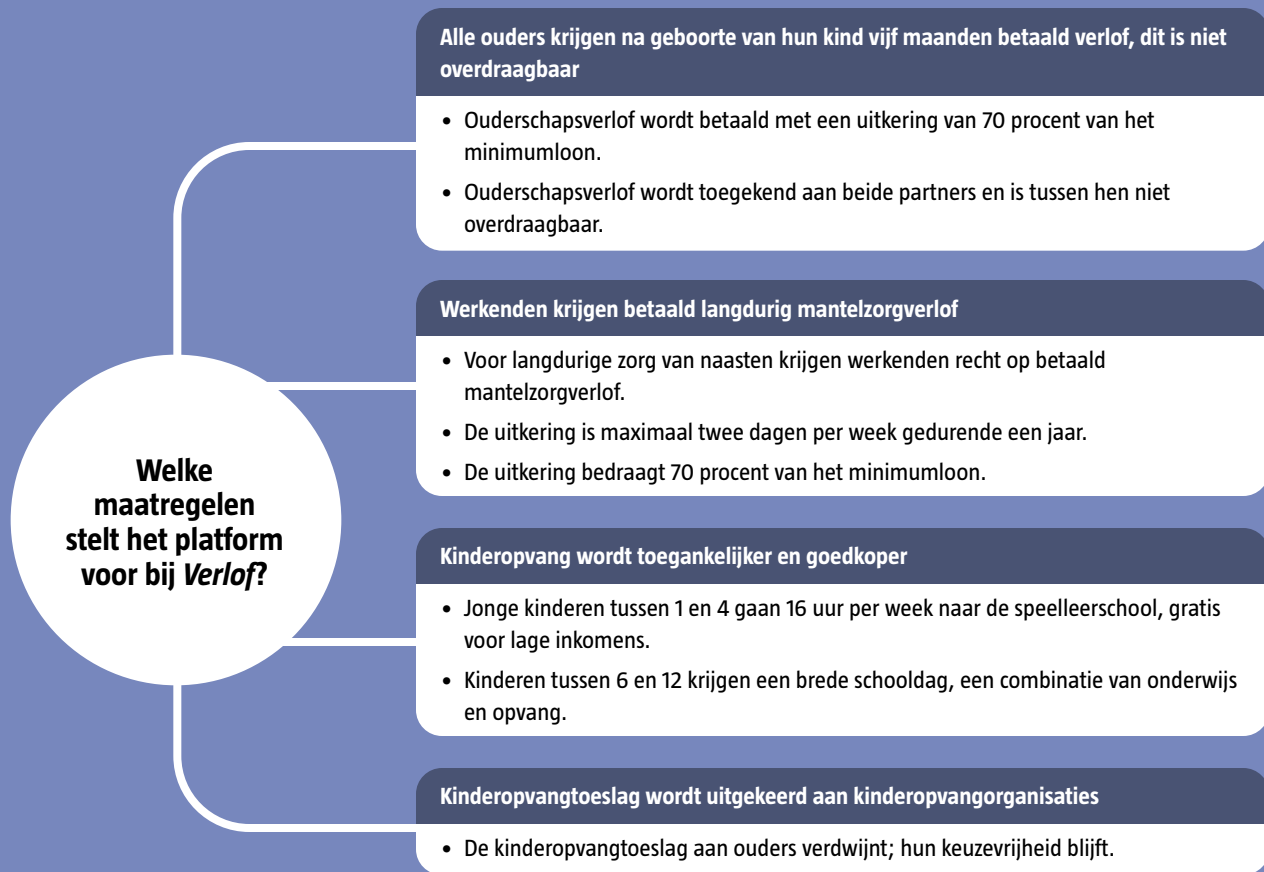 Alle ouders krijgen na geboorte van hun kind vijf maanden betaald verlof, dit is niet
overdraagbaar
• Ouderschapsverlof wordt betaald met een uitkering van 70 procent van het
minimumloon.
• Ouderschapsverlof wordt toegekend aan beide partners en is tussen hen niet
overdraagbaar.
Werkenden krijgen betaald langdurig mantelzorgverlof
• Voor langdurige zorg van naasten krijgen werkenden recht op betaald
mantelzorgverlof.
• De uitkering is maximaal twee dagen per week gedurende een jaar.
• De uitkering bedraagt 70 procent van het minimumloon.
Welke
maatregelen
stelt het platform
voor bij Verlof?
Kinderopvang wordt toegankelijker en goedkoper
• Jonge kinderen tussen 1 en 4 gaan 16 uur per week naar de speelleerschool, gratis
voor lage inkomens.
• Kinderen tussen 6 en 12 krijgen een brede schooldag, een combinatie van onderwijs
en opvang.
Kinderopvangtoeslag wordt uitgekeerd aan kinderopvangorganisaties
• De kinderopvangtoeslag aan ouders verdwijnt; hun keuzevrijheid blijft.